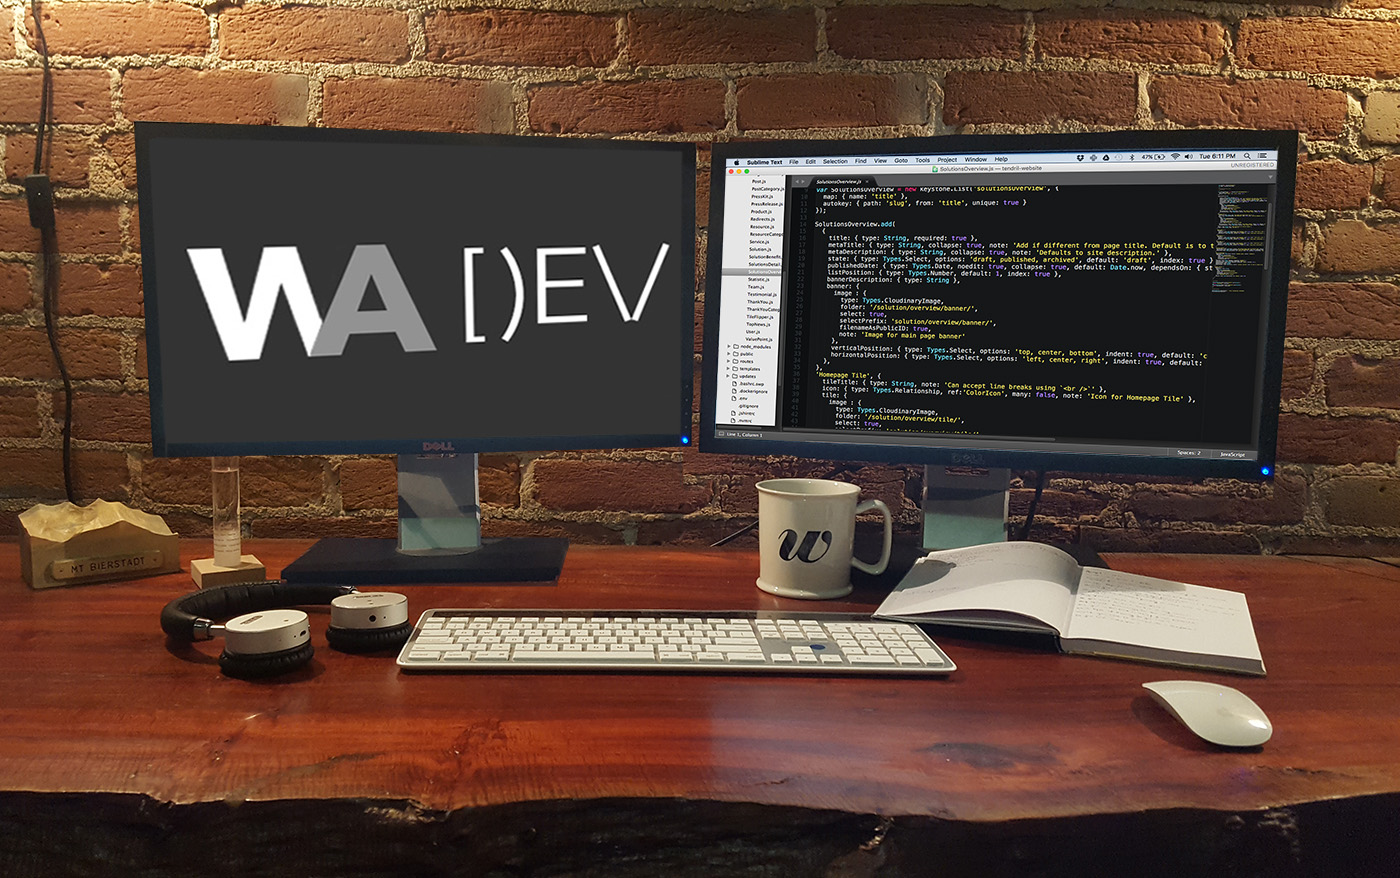 WA [)EV
DELL
MT BIERSTADT
w
Sublime Text File Edit Selection Find View Goto Tools Project Window Help
47% Tue 6:11 PM
SolutionsOverview.js — tendril-website
UNREGISTERED
Post.js
PostCategory.js
PressKit.js
PressRelease.js
Product.js
Redirects.js
Resource.js
ResourceCateg
Service.js
Solution.js
SolutionBenefit.
SolutionsDetail.
SolutionsOverv
Statistic.js
Team.js
Testimonial.js
ThankYou.js
ThankYouCateg
TileFlipper.js
TopNews.js
User.js
ValuePoint.js
node_modules
public
routes
templates
updates
.bashrc.swp
.dockerignore
.env
.gitignore
.jshintrc
.nvmrc
SolutionsOverview.js
var SolutionsOverview = new keystone.List('SolutionsOverview', {
map: { name: 'title' },
autokey: { path: 'slug', from: 'title', unique: true }
});
SolutionsOverview.add(
{
title: { type: String, required: true },
metaTitle: { type: String, collapse: true, note: 'Add if different from page title. Default is to t
metaDescription: { type: String, collapse: true, note: 'Defaults to site description.' },
state: { type: Types.Select, options: 'draft, published, archived', default: 'draft', index: true }
publishedDate: { type: Types.Date, noedit: true, collapse: true, default: Date.now, dependsOn: { st
listPosition: { type: Types.Number, default: 1, index: true },
bannerDescription: { type: String },
banner: {
image : {
type: Types.CloudinaryImage,
folder: '/solution/overview/banner/',
select: true,
selectPrefix: 'solution/overview/banner/',
filenameAsPublicID: true,
note: 'Image for main page banner'
},
verticalPosition: { type: Types.Select, options: 'top, center, bottom', indent: true, default: 'c
horizontalPosition: { type: Types.Select, options: 'left, center, right', indent: true, default:
},
},
'Homepage Tile', {
tileTitle: { type: String, note: 'Can accept line breaks using `<br />`' },
icon: { type: Types.Relationship, ref:'ColorIcon', many: false, note: 'Icon for Homepage Tile' },
tile: {
image : {
type: Types.CloudinaryImage,
folder: '/solution/overview/tile/',
select: true,
Line 1, Column 1
Spaces: 2 JavaScript